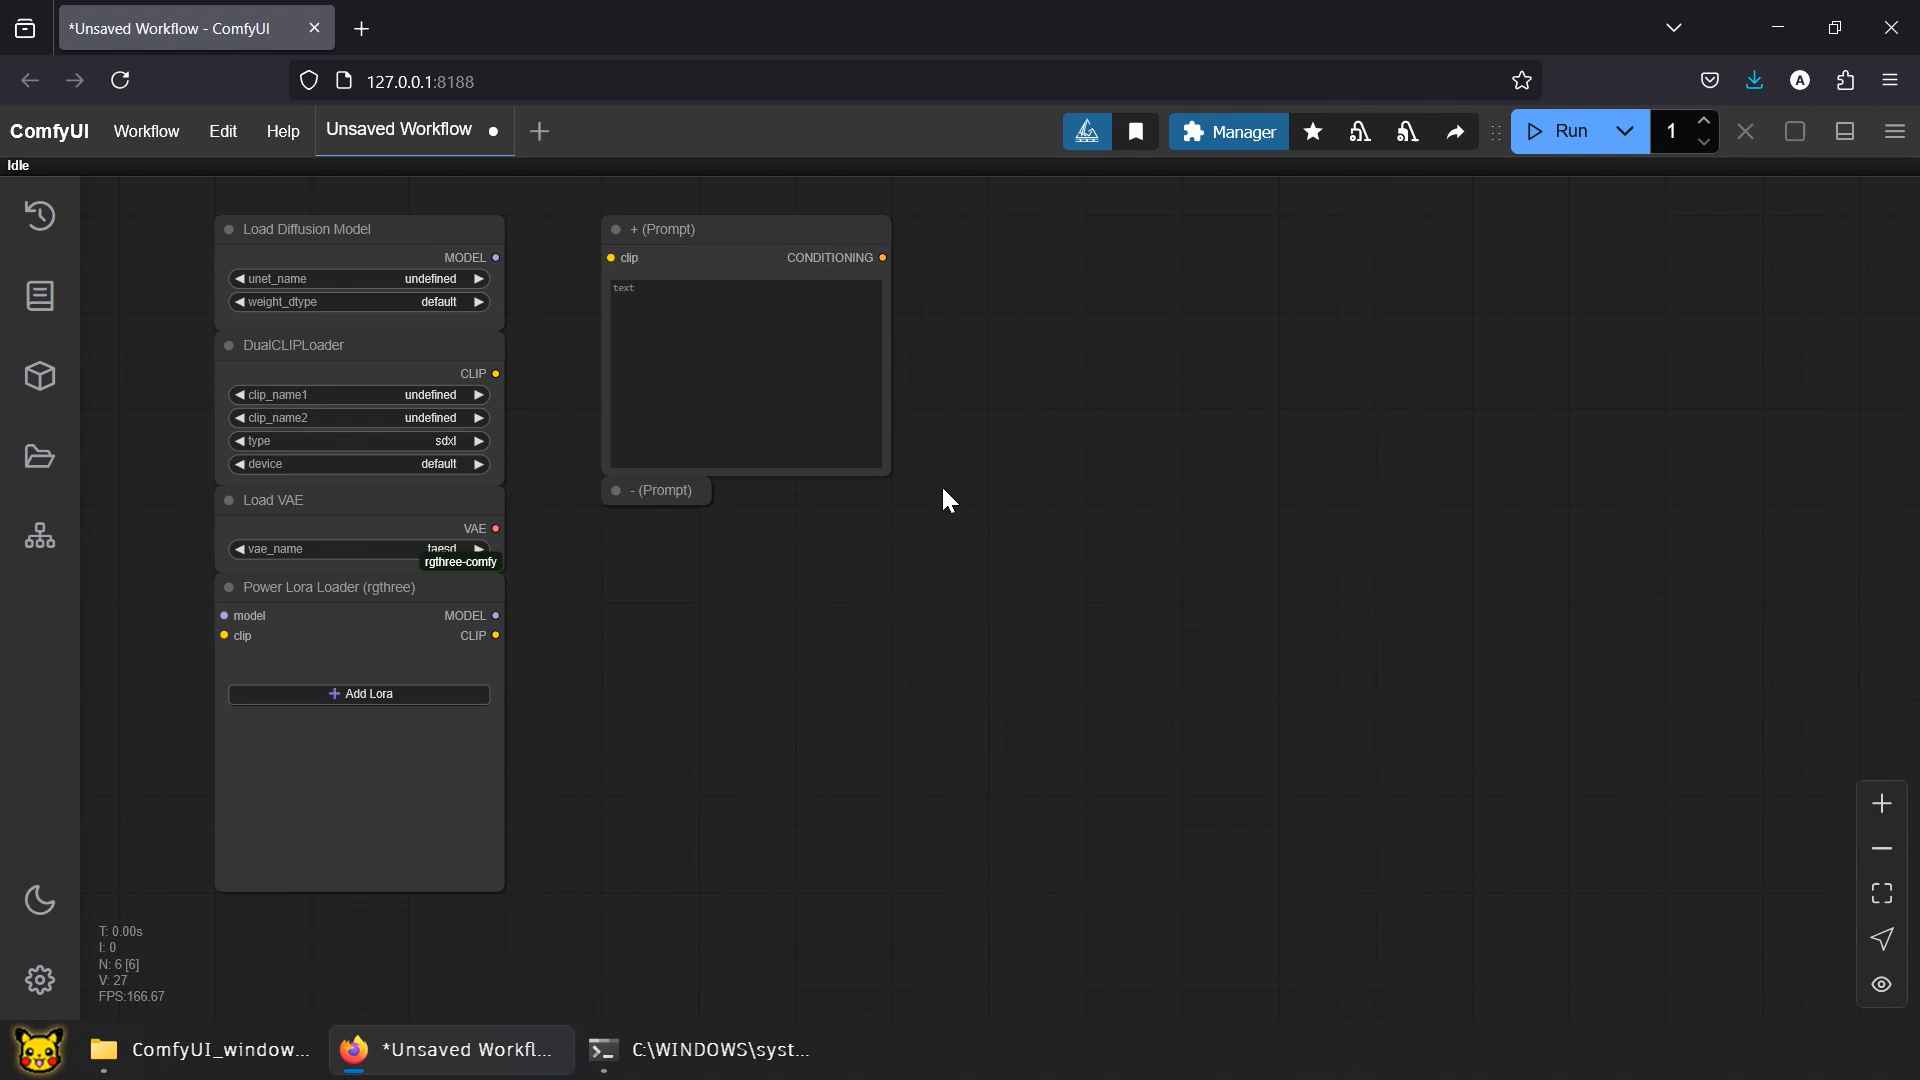 *Unsaved Workflow - ComfyUI
127.0.0.1:8188
A
ComfyUI Workflow Edit Help Unsaved Workflow
Manager
Run
1
Idle
Load Diffusion Model
MODEL
unet_name undefined
weight_dtype default
DualCLIPLoader
CLIP
clip_name1 undefined
clip_name2 undefined
type sdxl
device default
Load VAE
VAE
vae_name taesd
rgthree-comfy
Power Lora Loader (rgthree)
model MODEL
clip CLIP
+ Add Lora
+ (Prompt)
clip CONDITIONING
text
- (Prompt)
T: 0.00s
I: 0
N: 6 [6]
V: 27
FPS:166.67
ComfyUI_window...
*Unsaved Workfl...
C:\WINDOWS\syst...